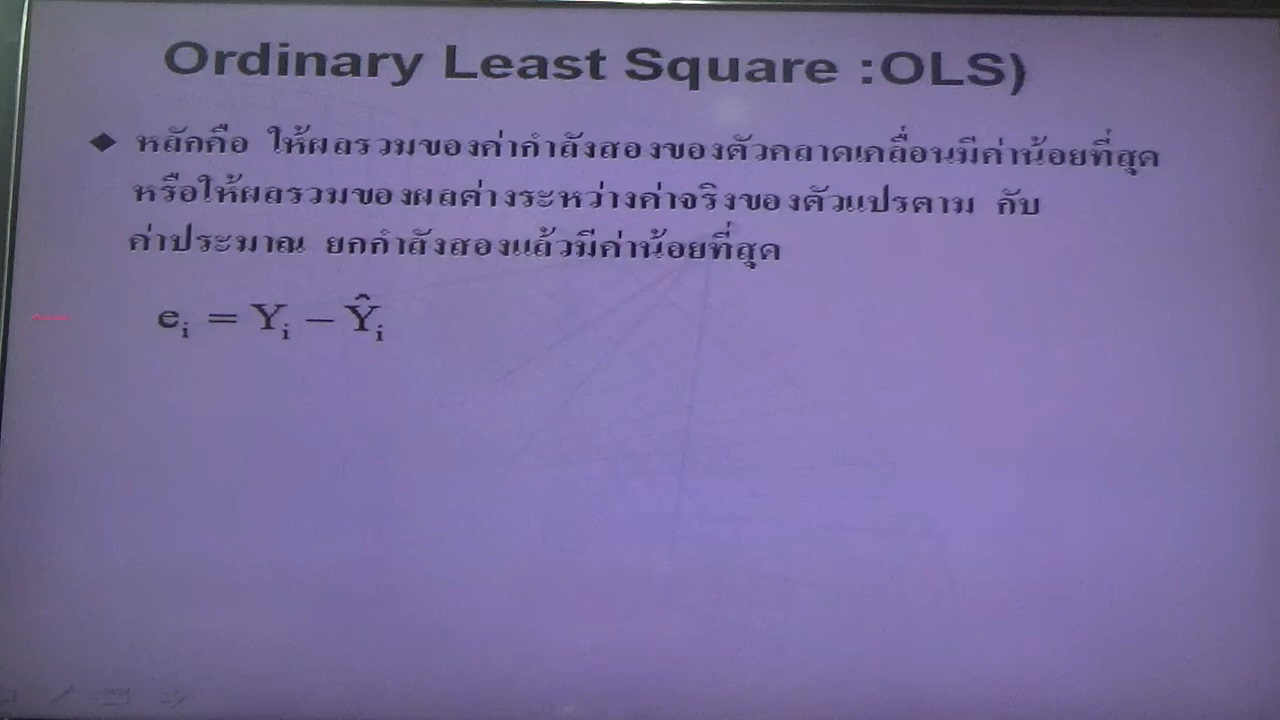 Ordinary Least Square :OLS)
◆ หลักคือ ให้ผลรวมของค่ากำลังสองของตัวคลาดเคลื่อนมีค่าน้อยที่สุด
หรือให้ผลรวมของผลต่างระหว่างค่าจริงของตัวแปรตาม กับ
ค่าประมาณ ยกกำลังสองแล้วมีค่าน้อยที่สุด
eᵢ = Yᵢ − Ŷᵢ